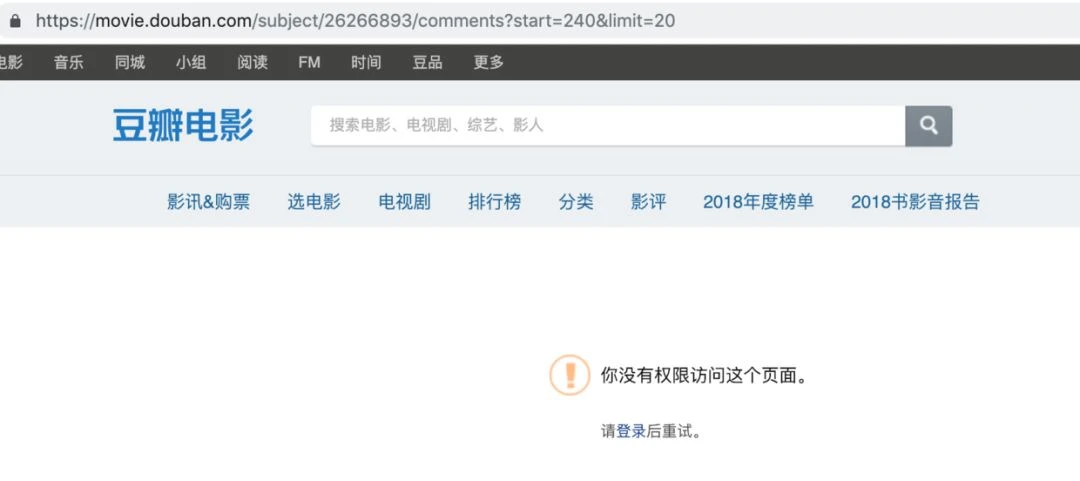 https://movie.douban.com/subject/26266893/comments?start=240&limit=20
电影 音乐 同城 小组 阅读 FM 时间 豆品 更多
豆瓣电影 搜索电影、电视剧、综艺、影人
影讯&购票 选电影 电视剧 排行榜 分类 影评 2018年度榜单 2018书影音报告
你没有权限访问这个页面。
请登录后重试。